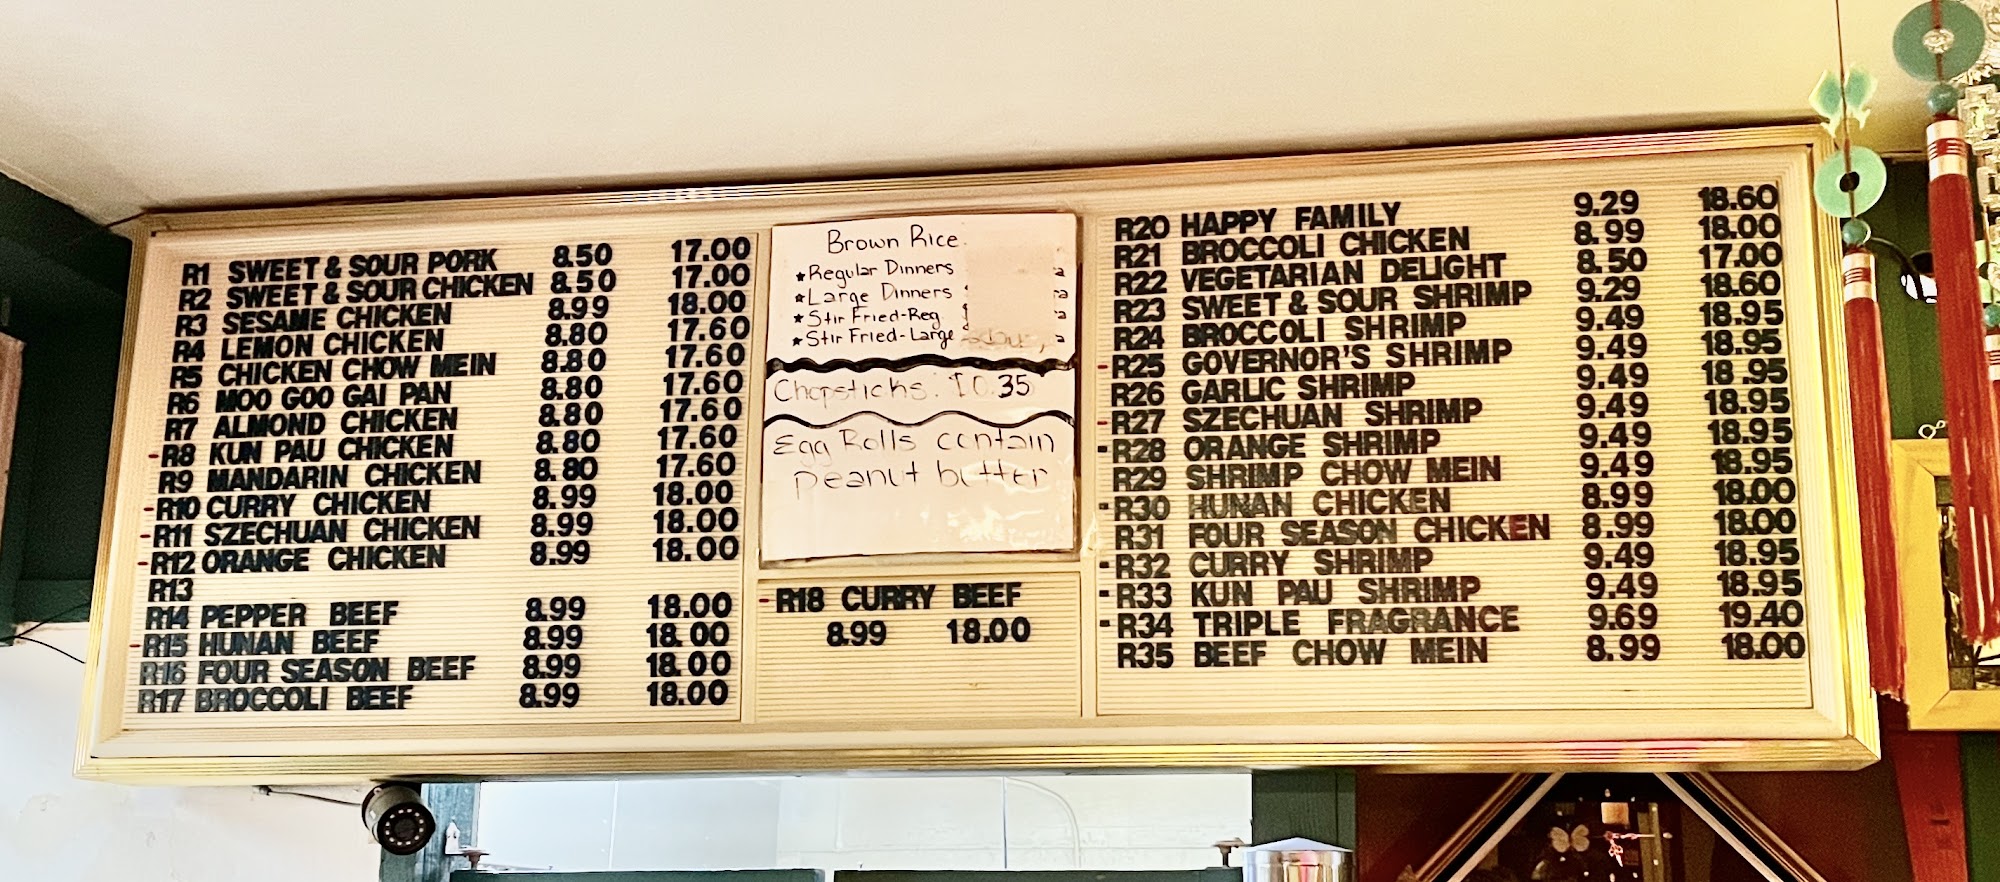 R1 SWEET & SOUR PORK 8.50 17.00
R2 SWEET & SOUR CHICKEN 8.50 17.00
R3 SESAME CHICKEN 8.99 18.00
R4 LEMON CHICKEN 8.80 17.60
R5 CHICKEN CHOW MEIN 8.80 17.60
R6 MOO GOO GAI PAN 8.80 17.60
R7 ALMOND CHICKEN 8.80 17.60
-R8 KUN PAU CHICKEN 8.80 17.60
R9 MANDARIN CHICKEN 8.80 17.60
-R10 CURRY CHICKEN 8.99 18.00
-R11 SZECHUAN CHICKEN 8.99 18.00
-R12 ORANGE CHICKEN 8.99 18.00
R13
R14 PEPPER BEEF 8.99 18.00
-R15 HUNAN BEEF 8.99 18.00
R16 FOUR SEASON BEEF 8.99 18.00
R17 BROCCOLI BEEF 8.99 18.00
Brown Rice.
★Regular Dinners
★Large Dinners
★Stir Fried-Reg
★Stir Fried-Large
Chopsticks: $0.35
Egg Rolls contain
peanut butter
-R18 CURRY BEEF
8.99 18.00
R20 HAPPY FAMILY 9.29 18.60
R21 BROCCOLI CHICKEN 8.99 18.00
R22 VEGETARIAN DELIGHT 8.50 17.00
R23 SWEET & SOUR SHRIMP 9.29 18.60
R24 BROCCOLI SHRIMP 9.49 18.95
-R25 GOVERNOR'S SHRIMP 9.49 18.95
R26 GARLIC SHRIMP 9.49 18.95
-R27 SZECHUAN SHRIMP 9.49 18.95
-R28 ORANGE SHRIMP 9.49 18.95
R29 SHRIMP CHOW MEIN 9.49 18.95
-R30 HUNAN CHICKEN 8.99 18.00
R31 FOUR SEASON CHICKEN 8.99 18.00
-R32 CURRY SHRIMP 9.49 18.95
-R33 KUN PAU SHRIMP 9.49 18.95
-R34 TRIPLE FRAGRANCE 9.69 19.40
R35 BEEF CHOW MEIN 8.99 18.00